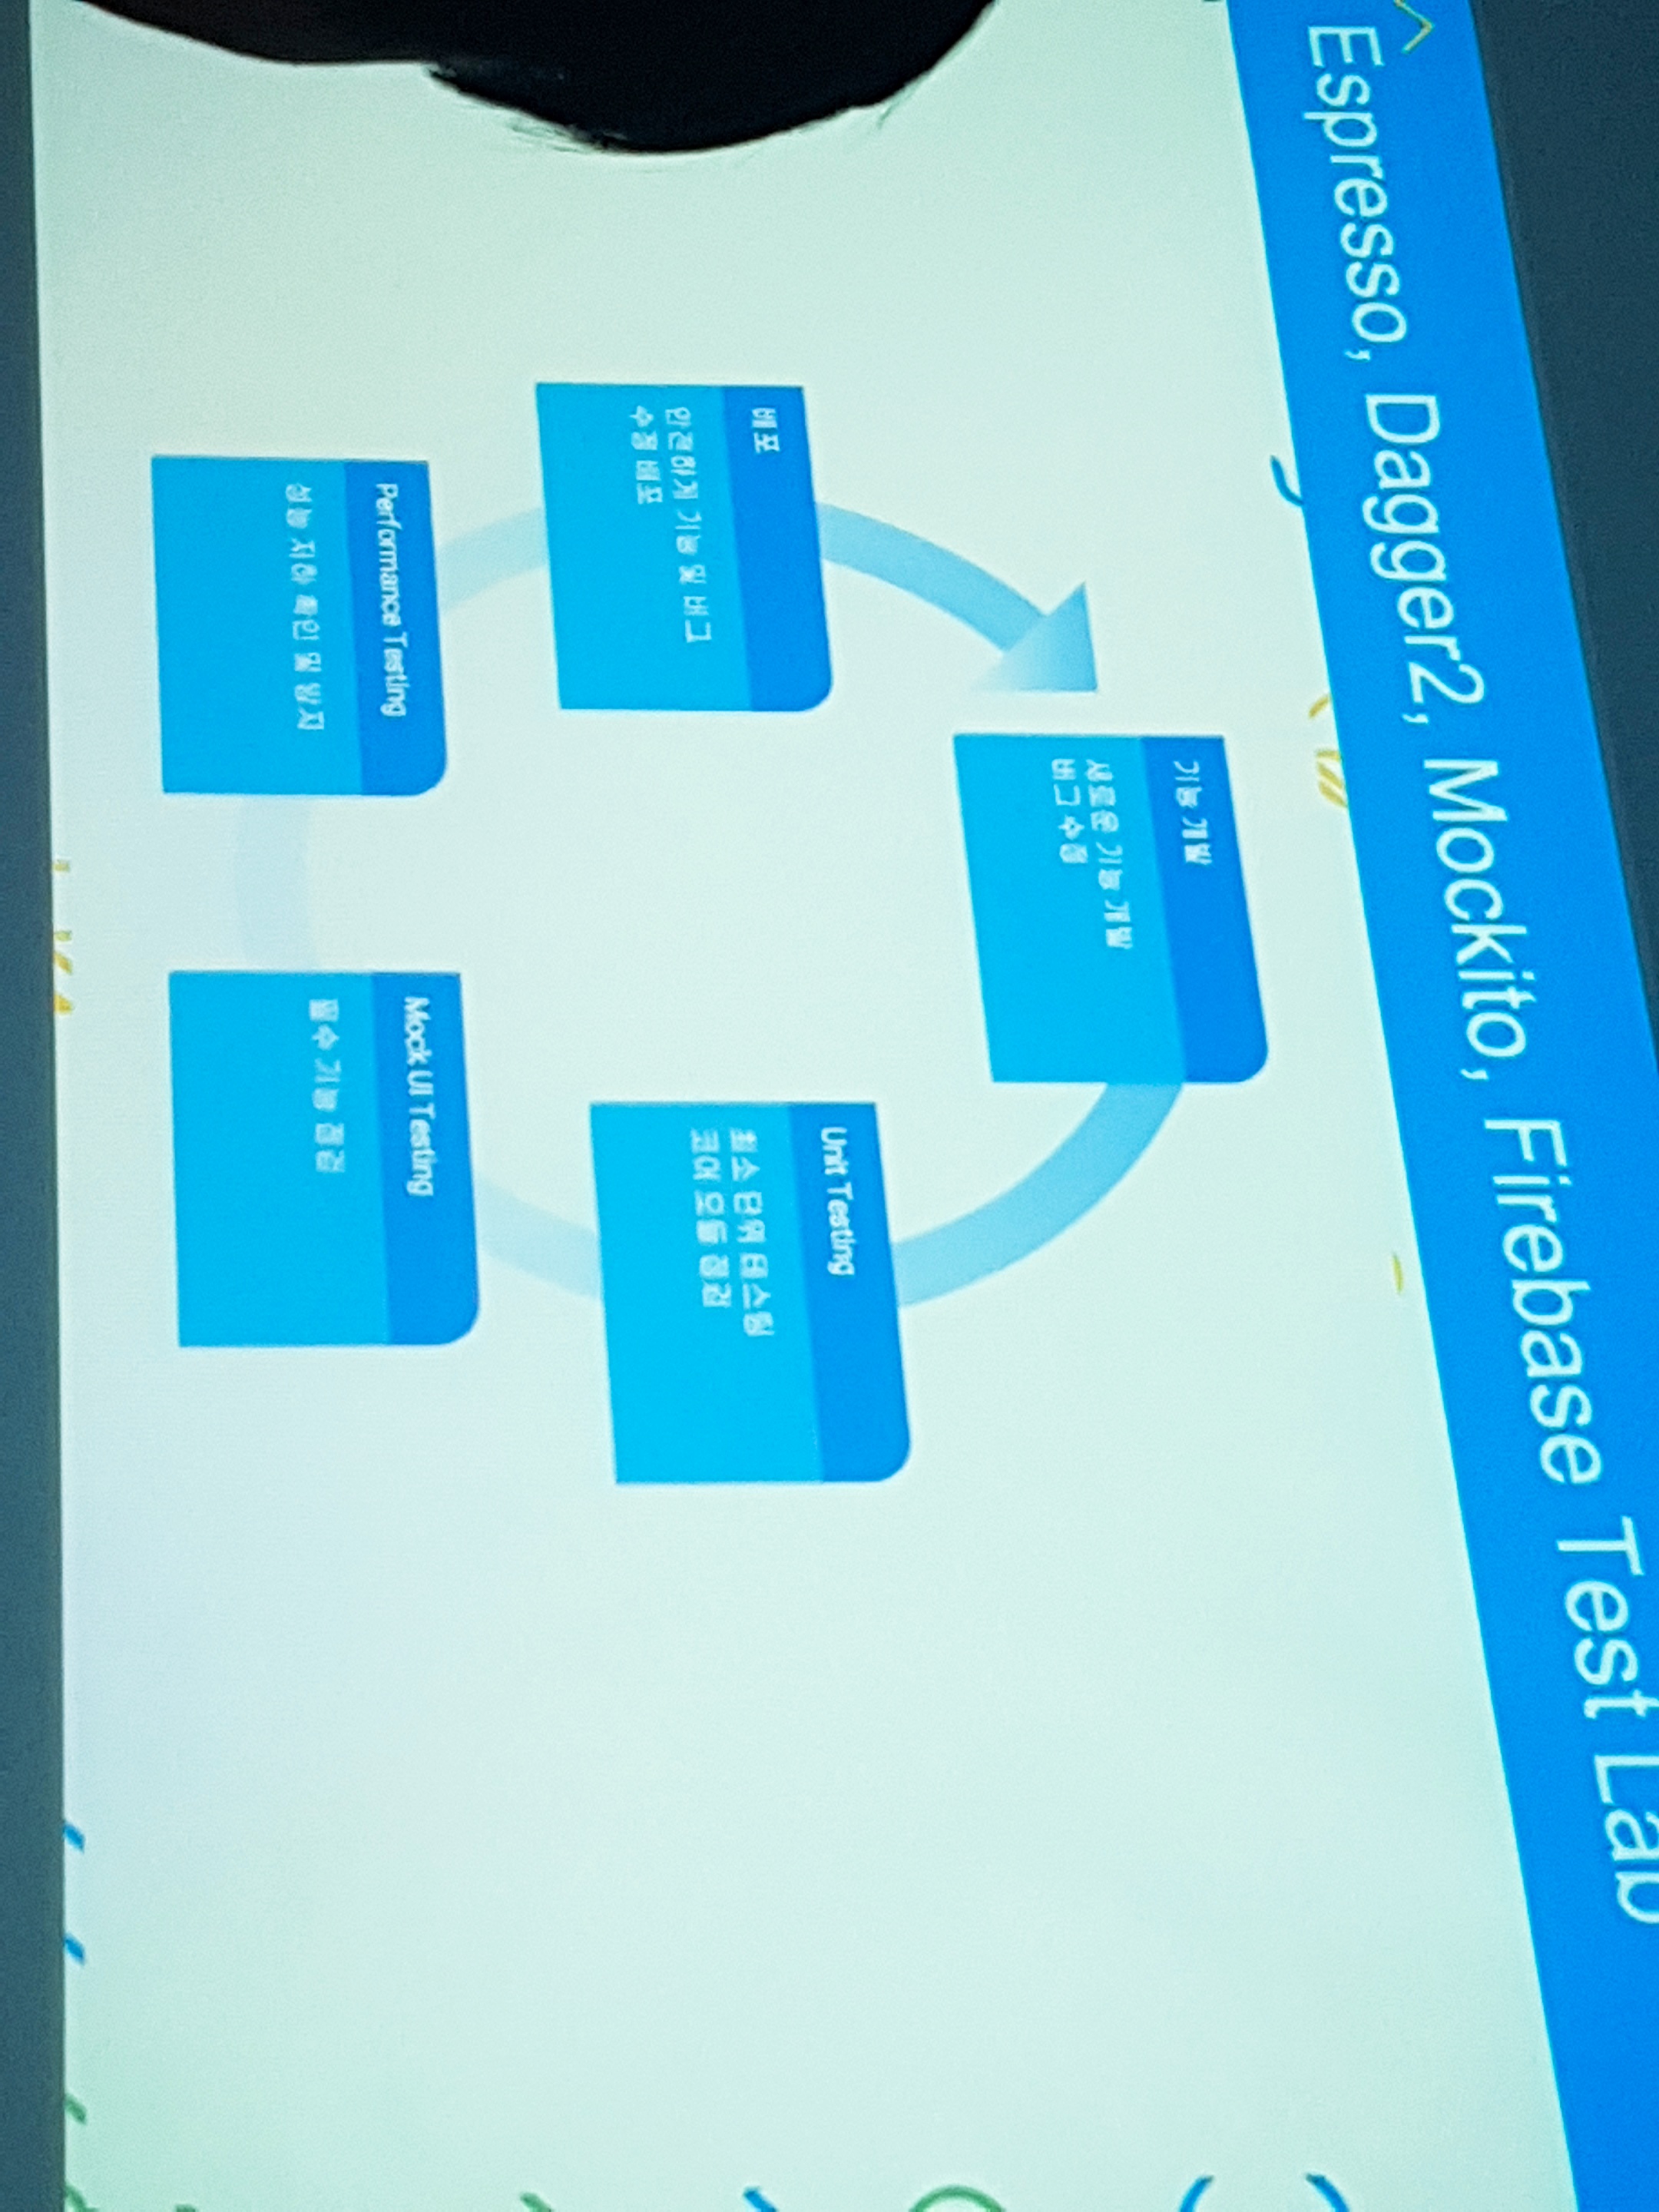 Espresso, Dagger2, Mockito, Firebase Test Lab
기능 개발
새로운 기능 개발
버그 수정
Unit Testing
최소 단위 테스팅
코어 모듈 점검
Mock UI Testing
필수 기능 점검
Performance Testing
성능 저하 확인 및 방지
배포
안전하게 기능 및 버그
수정 배포